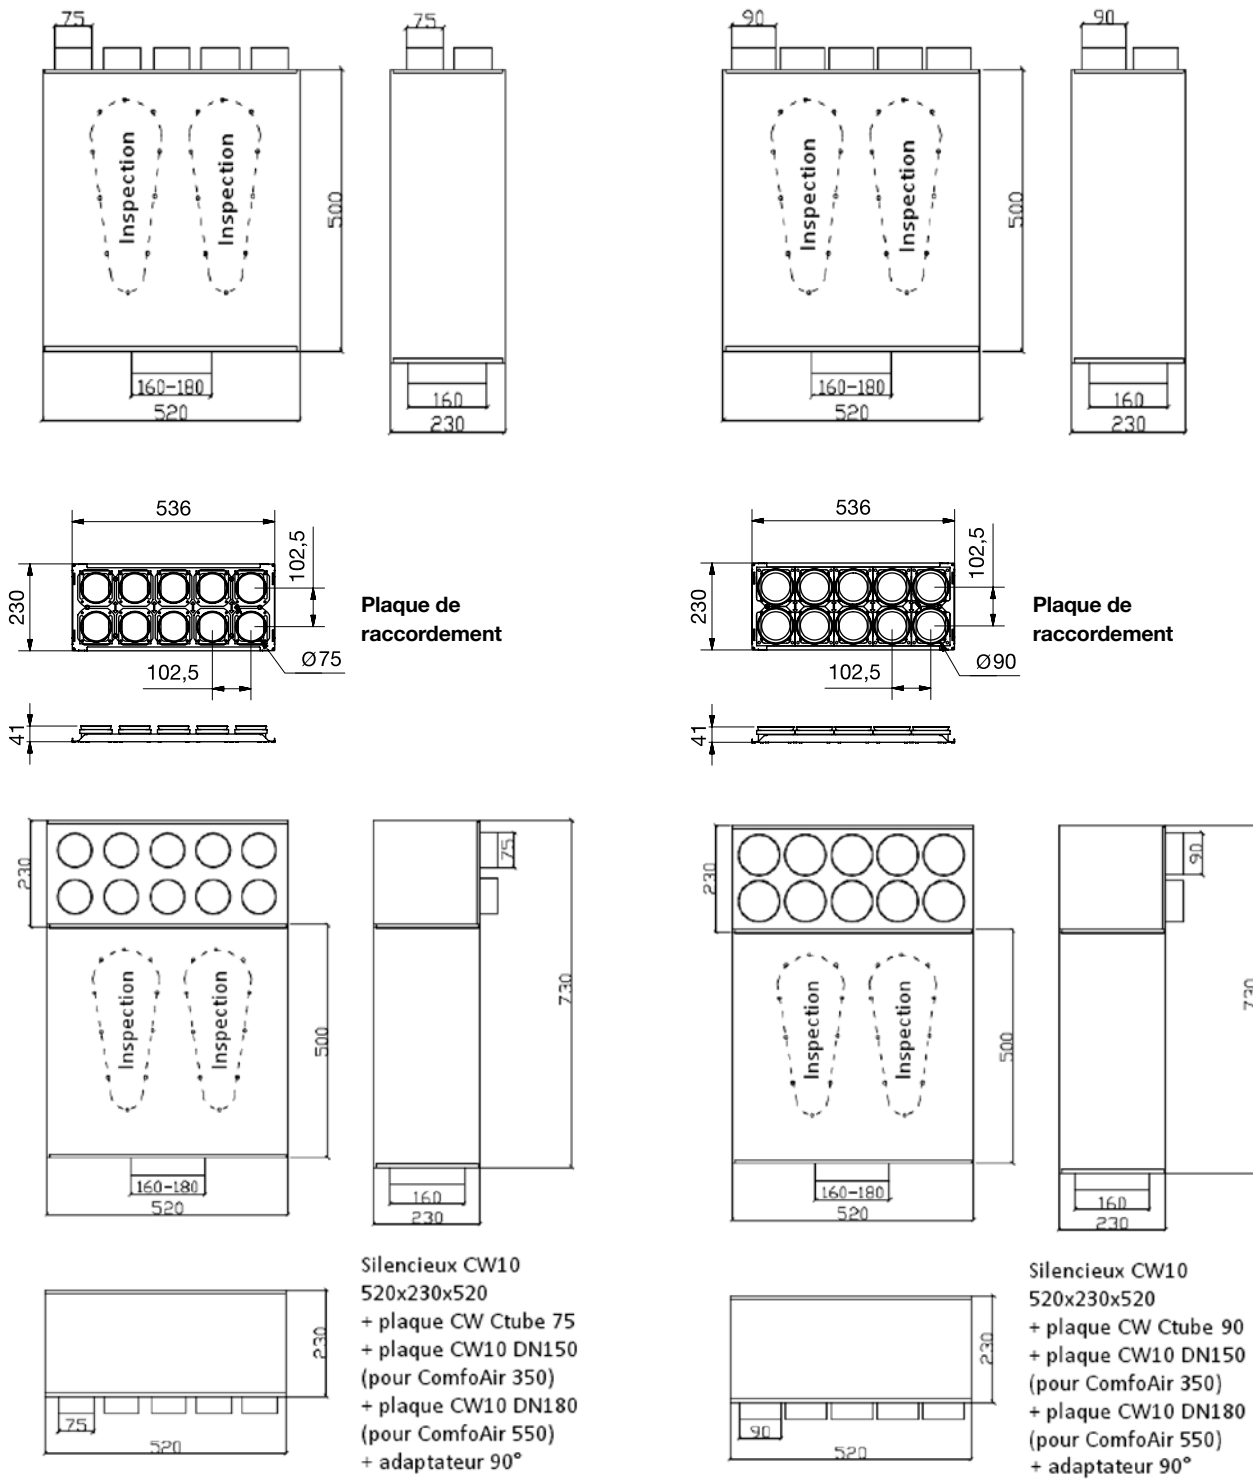 75
75
90
90
Inspection
Inspection
500
160-180
520
160
230
Inspection
Inspection
500
160-180
520
160
230
536
102,5
230
Ø75
102,5
41
Plaque de
raccordement
536
102,5
230
Ø90
102,5
41
Plaque de
raccordement
230
75
730
Inspection
Inspection
500
160-180
520
160
230
230
90
730
Inspection
Inspection
500
160-180
520
160
230
230
75
520
Silencieux CW10
520x230x520
+ plaque CW Ctube 75
+ plaque CW10 DN150
(pour ComfoAir 350)
+ plaque CW10 DN180
(pour ComfoAir 550)
+ adaptateur 90°
230
90
520
Silencieux CW10
520x230x520
+ plaque CW Ctube 90
+ plaque CW10 DN150
(pour ComfoAir 350)
+ plaque CW10 DN180
(pour ComfoAir 550)
+ adaptateur 90°